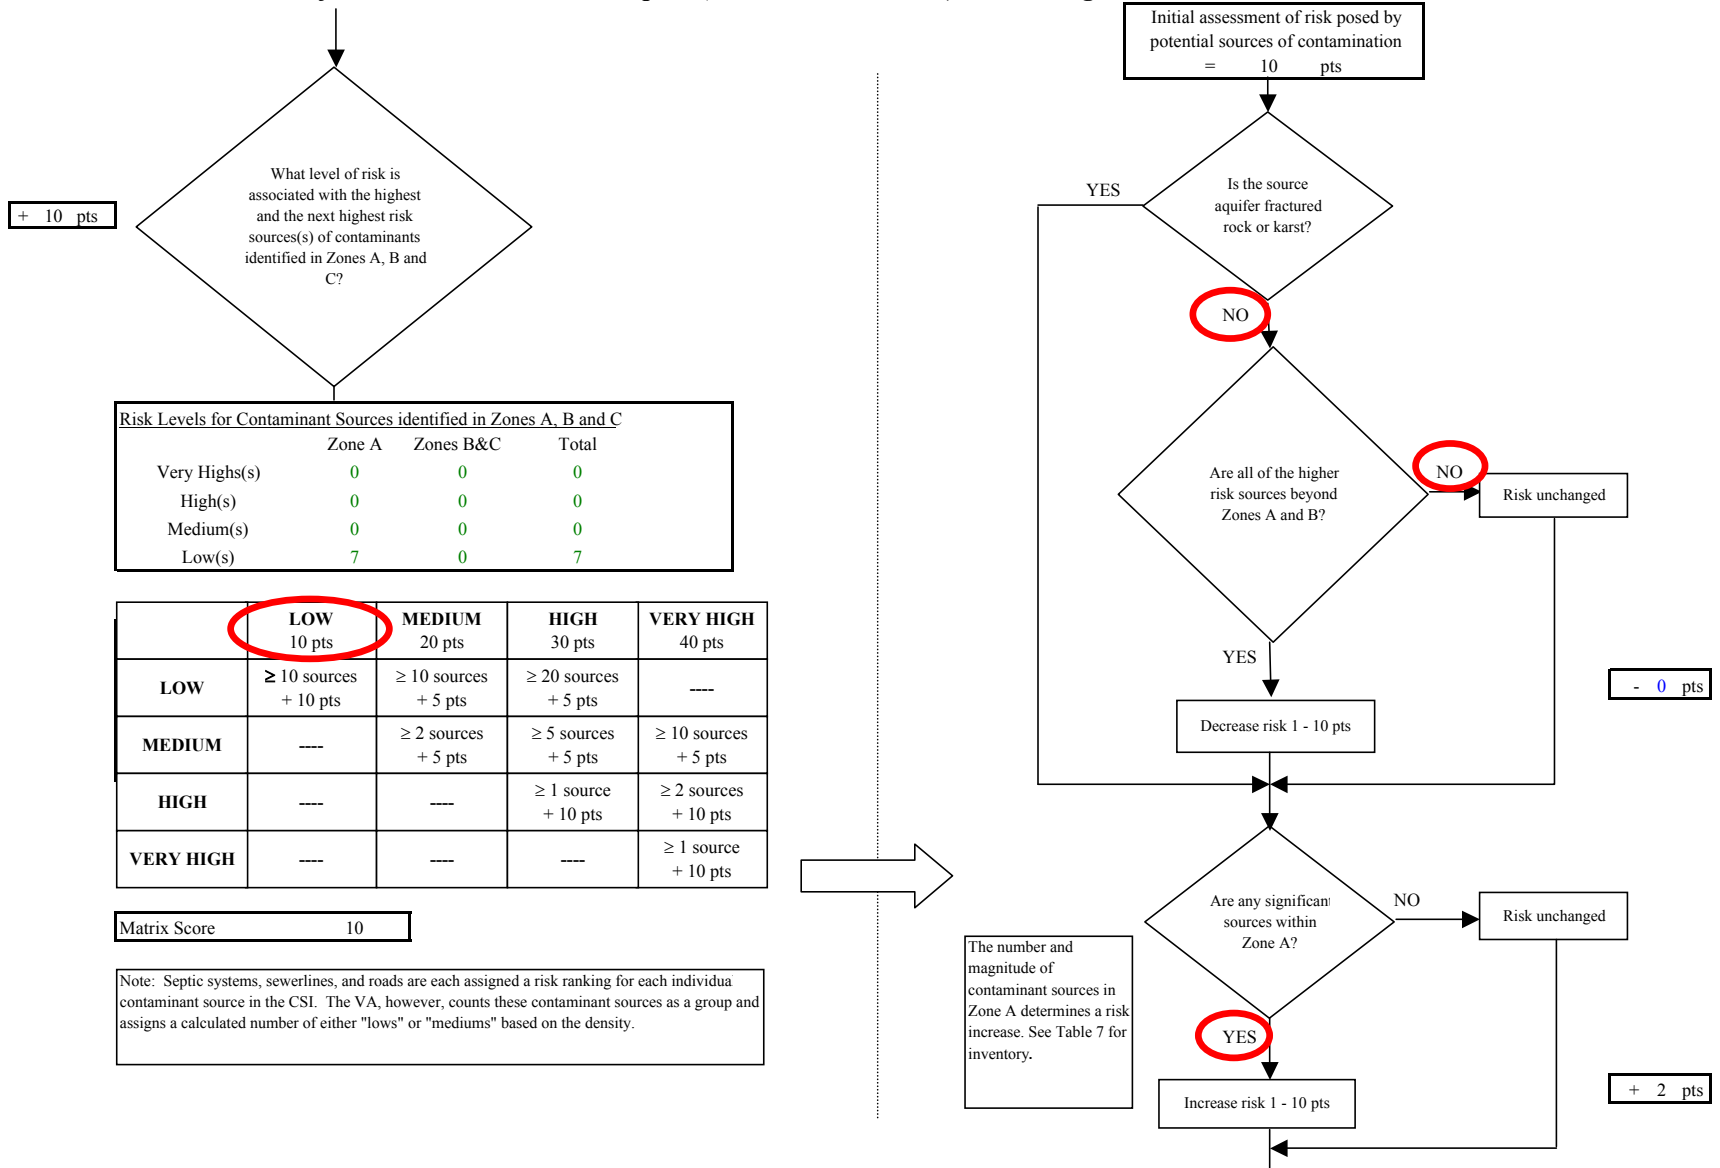 + 10 pts
What level of risk is
associated with the highest
and the next highest risk
sources(s) of contaminants
identified in Zones A, B and
C?
Risk Levels for Contaminant Sources identified in Zones A, B and C
Zone A Zones B&C Total
Very Highs(s) 0 0 0
High(s) 0 0 0
Medium(s) 0 0 0
Low(s) 7 0 7
LOW MEDIUM HIGH VERY HIGH
10 pts 20 pts 30 pts 40 pts
LOW ≥ 10 sources + 10 pts ≥ 10 sources + 5 pts ≥ 20 sources + 5 pts ----
MEDIUM ---- ≥ 2 sources + 5 pts ≥ 5 sources + 5 pts ≥ 10 sources + 5 pts
HIGH ---- ---- ≥ 1 source + 10 pts ≥ 2 sources + 10 pts
VERY HIGH ---- ---- ---- ≥ 1 source + 10 pts
Matrix Score 10
Note: Septic systems, sewerlines, and roads are each assigned a risk ranking for each individua
contaminant source in the CSI. The VA, however, counts these contaminant sources as a group and
assigns a calculated number of either "lows" or "mediums" based on the density.
Initial assessment of risk posed by
potential sources of contamination
= 10 pts
Is the source
aquifer fractured
rock or karst?
YES
NO
Are all of the higher
risk sources beyond
Zones A and B?
NO
Risk unchanged
YES
Decrease risk 1 - 10 pts
- 0 pts
Are any significant
sources within
Zone A?
NO
Risk unchanged
The number and
magnitude of
contaminant sources in
Zone A determines a risk
increase. See Table 7 for
inventory.
YES
Increase risk 1 - 10 pts
+ 2 pts